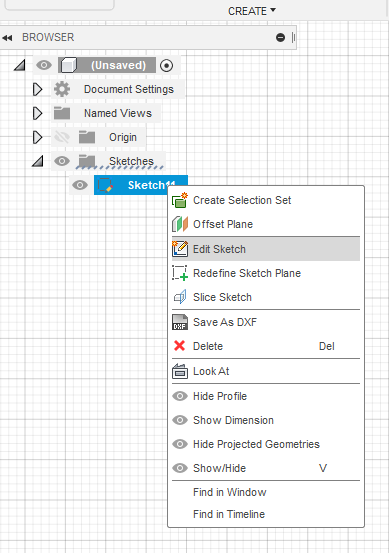 CREATE
BROWSER
(Unsaved)
Document Settings
Named Views
Origin
Sketches
Sketch11
Create Selection Set
Offset Plane
Edit Sketch
Redefine Sketch Plane
Slice Sketch
DXF Save As DXF
Delete Del
Look At
Hide Profile
Show Dimension
Hide Projected Geometries
Show/Hide V
Find in Window
Find in Timeline